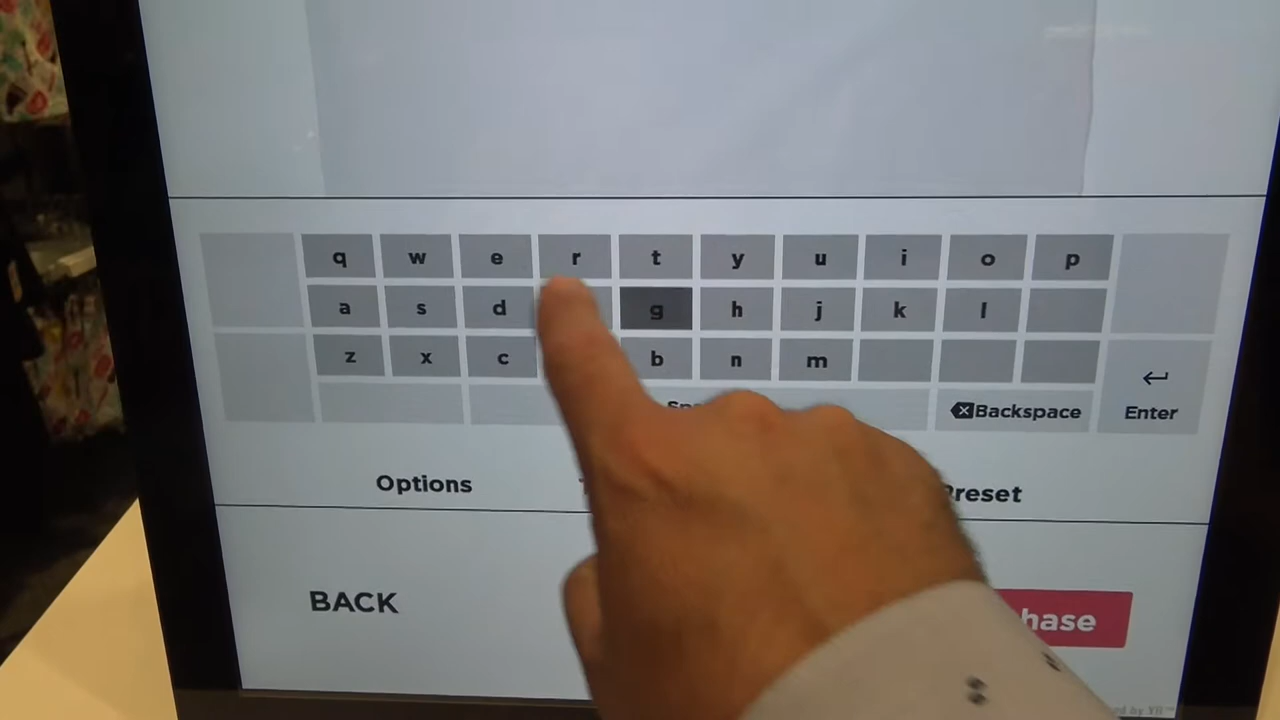 q w e r t y u i o p
a s d g h j k l
z x c b n m
Backspace
Enter
Options
BACK